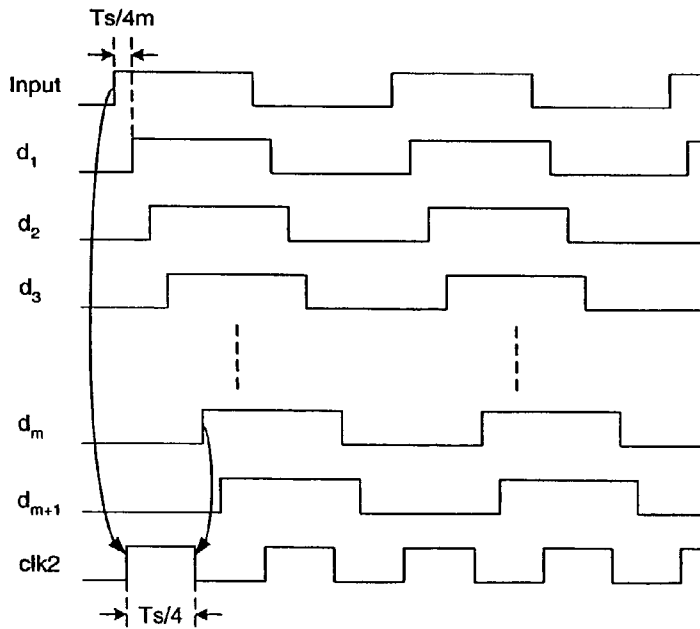 Ts/4m
Input
d₁
d₂
d₃
dₘ
dₘ₊₁
clk2
Ts/4